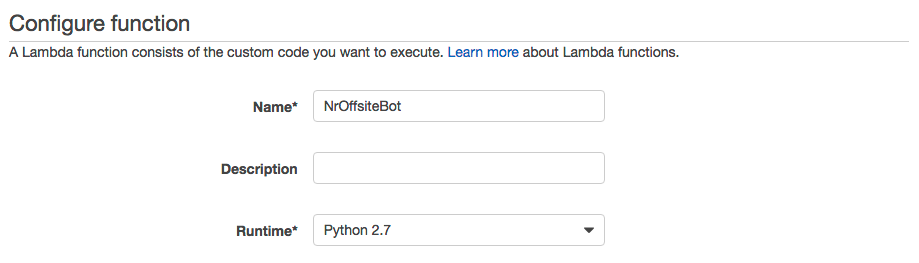 Configure function
A Lambda function consists of the custom code you want to execute. Learn more about Lambda functions.
Name* NrOffsiteBot
Description
Runtime* Python 2.7